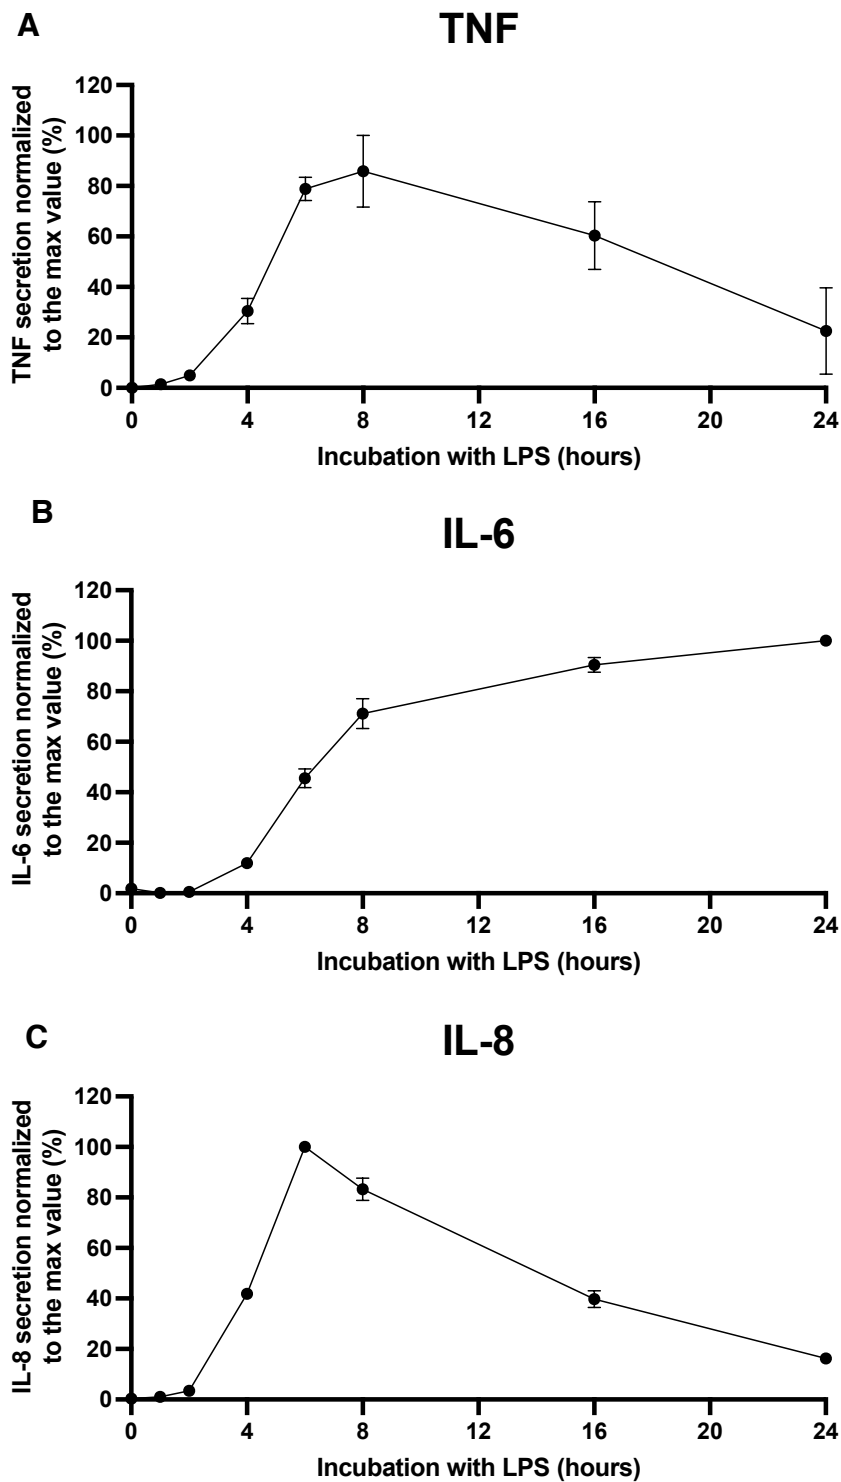 A
TNF
TNF secretion normalized
to the max value (%)
120
100
80
60
40
20
0
0 4 8 12 16 20 24
Incubation with LPS (hours)
B
IL-6
IL-6 secretion normalized
to the max value (%)
120
100
80
60
40
20
0
0 4 8 12 16 20 24
Incubation with LPS (hours)
C
IL-8
IL-8 secretion normalized
to the max value (%)
120
100
80
60
40
20
0
0 4 8 12 16 20 24
Incubation with LPS (hours)